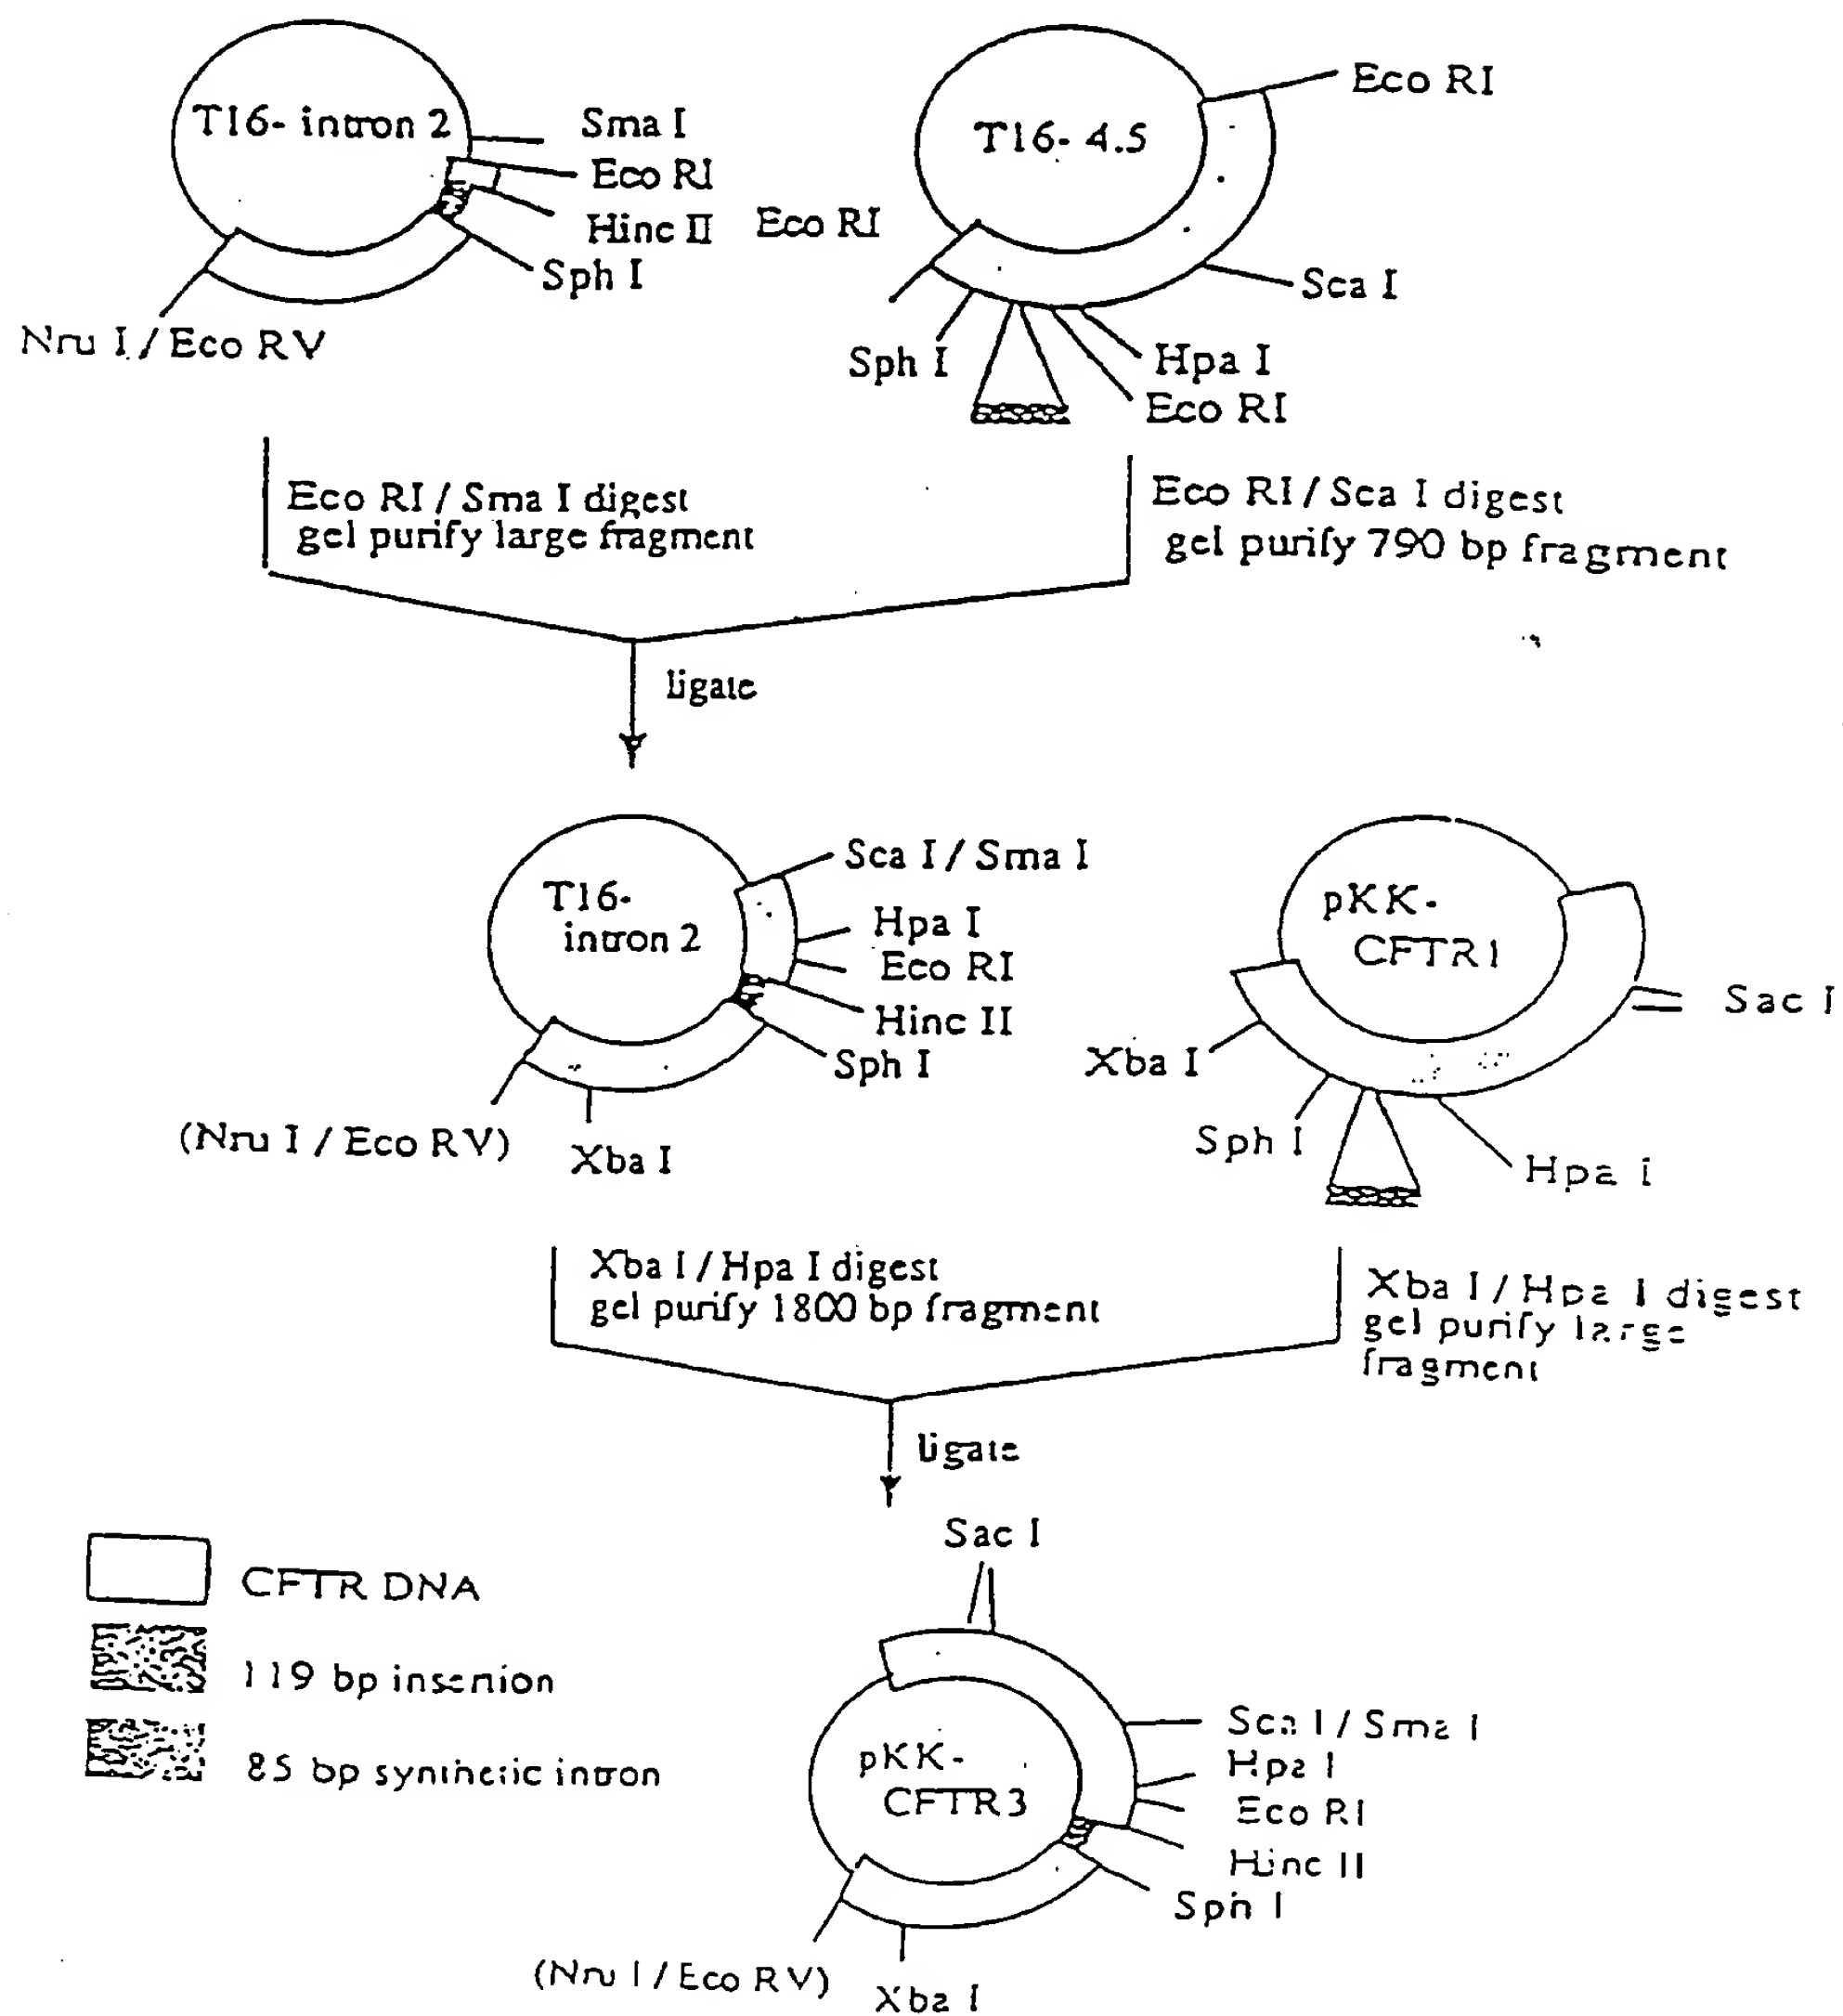 T16- intron 2
Sma I
Eco RI
Hinc II
Sph I
Nru I / Eco RV
T16- 4.5
Eco RI
Eco RI
Sca I
Sph I
Hpa I
Eco RI
Eco RI / Sma I digest
gel purify large fragment
Eco RI / Sca I digest
gel purify 790 bp fragment
ligate
T16-
intron 2
Sca I / Sma I
Hpa I
Eco RI
Hinc II
Sph I
(Nru I / Eco RV)
Xba I
pKK-
CFTR1
Sac I
Xba I
Sph I
Hpa I
Xba I / Hpa I digest
gel purify 1800 bp fragment
Xba I / Hpa I digest
gel purify large
fragment
ligate
Sac I
CFTR DNA
119 bp insertion
85 bp synthetic intron
pKK-
CFTR3
Sca I / Sma I
Hpa I
Eco RI
Hinc II
Sph I
(Nru I / Eco RV)
Xba I